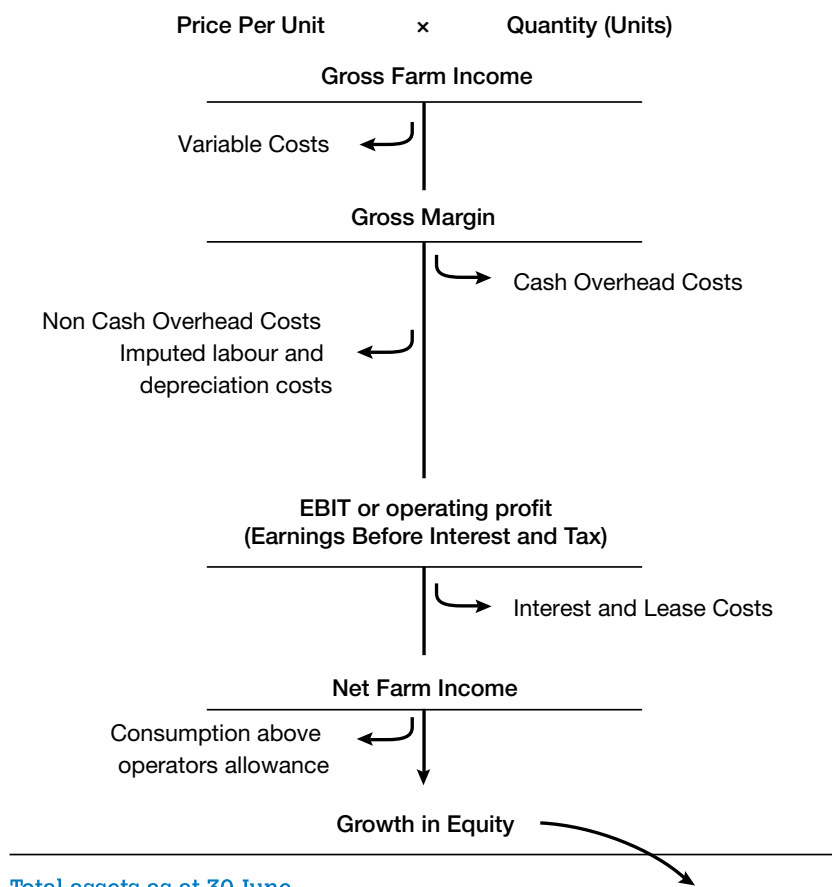 Price Per Unit × Quantity (Units)
Gross Farm Income
Variable Costs
Gross Margin
Cash Overhead Costs
Non Cash Overhead Costs
Imputed labour and
depreciation costs
EBIT or operating profit
(Earnings Before Interest and Tax)
Interest and Lease Costs
Net Farm Income
Consumption above
operators allowance
Growth in Equity
Total assets as at 30 June